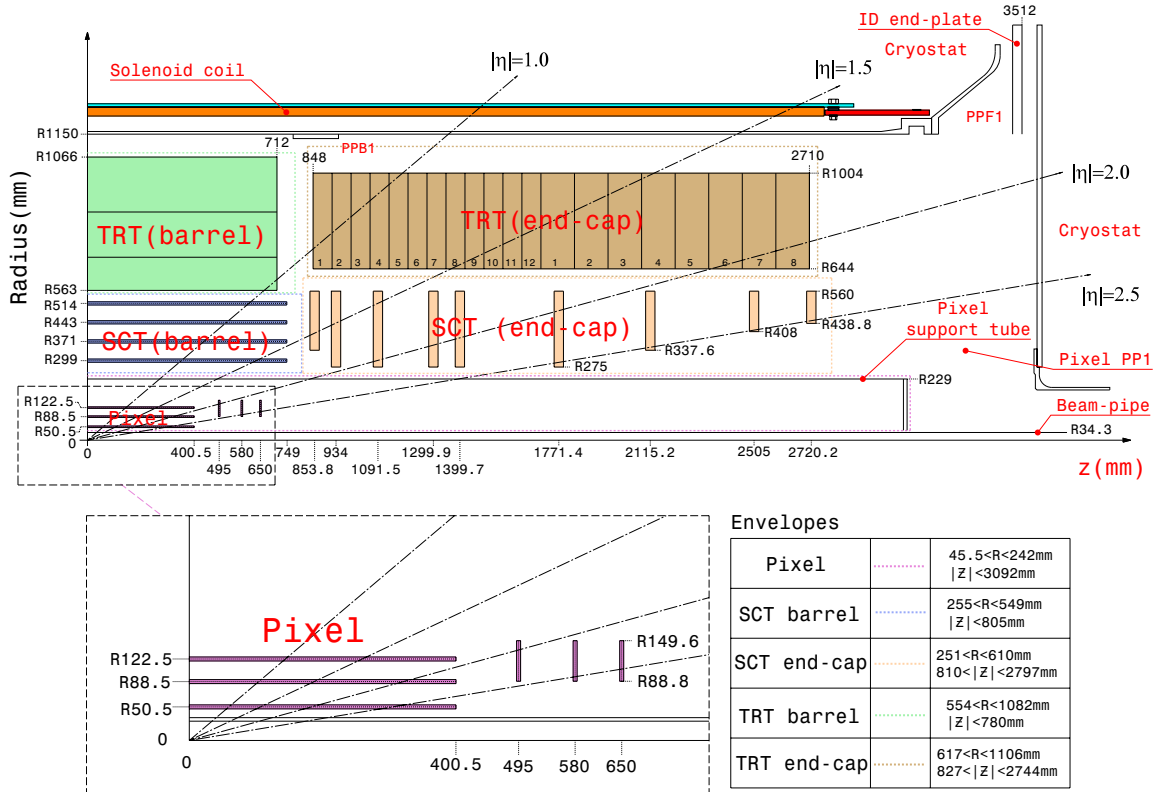 3512
ID end-plate
Cryostat
|η|=1.0
Solenoid coil
|η|=1.5
PPF1
R1150
712
PPB1
848
2710
R1066
R1004
|η|=2.0
Radius(mm)
TRT(barrel)
TRT(end-cap)
Cryostat
1 2 3 4 5 6 7 8 9 10 11 12 1 2 3 4 5 6 7 8
R644
R563
R560
|η|=2.5
R514
R443
SCT (end-cap)
R438.8
Pixel
support tube
R408
SCT(barrel)
R371
R337.6
R299
R275
Pixel PP1
R229
R122.5
R88.5
Pixel
R50.5
Beam-pipe
R34.3
0
0
400.5 749 934 1299.9 1771.4 2115.2 2505 2720.2
495 580 650 853.8 1091.5 1399.7
z(mm)
Pixel
R149.6
R122.5
R88.5
R88.8
R50.5
0
0
400.5 495 580 650
Envelopes
Pixel
45.5<R<242mm
|Z|<3092mm
SCT barrel
255<R<549mm
|Z|<805mm
SCT end-cap
251<R<610mm
810<|Z|<2797mm
TRT barrel
554<R<1082mm
|Z|<780mm
TRT end-cap
617<R<1106mm
827<|Z|<2744mm